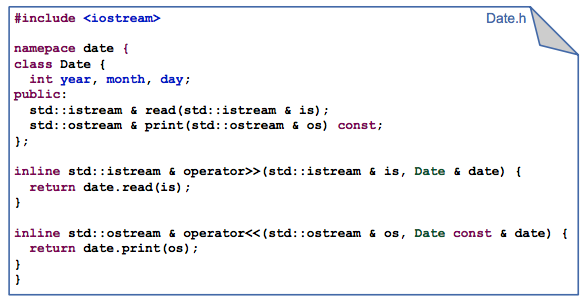 #include <iostream>
Date.h
namepace date {
class Date {
  int year, month, day;
public:
  std::istream & read(std::istream & is);
  std::ostream & print(std::ostream & os) const;
};
inline std::istream & operator>>(std::istream & is, Date & date) {
  return date.read(is);
}
inline std::ostream & operator<<(std::ostream & os, Date const & date) {
  return date.print(os);
}
}